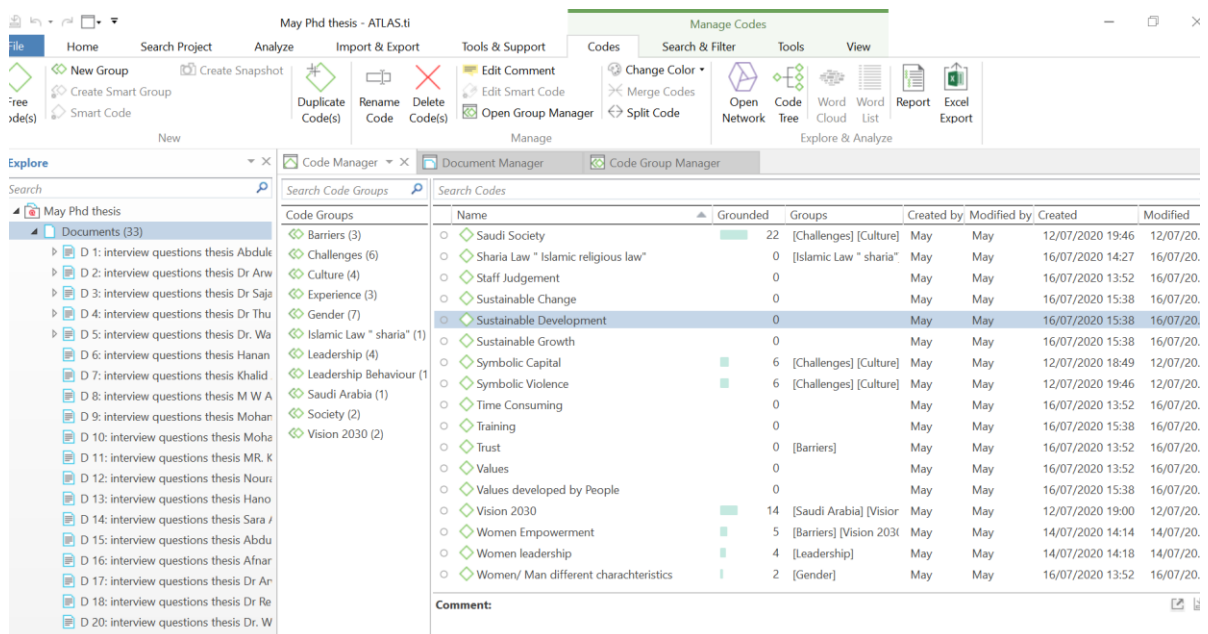 May Phd thesis - ATLAS.ti
Manage Codes
File Home Search Project Analyze Import & Export Tools & Support Codes Search & Filter Tools View
Free ode(s)
New Group
Create Smart Group
Smart Code
Create Snapshot
New
Duplicate Code(s)
Rename Code
Delete Code(s)
Edit Comment
Edit Smart Code
Open Group Manager
Change Color
Merge Codes
Split Code
Manage
Open Network
Code Tree
Word Cloud
Word List
Report
Excel Export
Explore & Analyze
Explore
Search
May Phd thesis
Documents (33)
D 1: interview questions thesis Abdule
D 2: interview questions thesis Dr Arw
D 3: interview questions thesis Dr Saja
D 4: interview questions thesis Dr Thu
D 5: interview questions thesis Dr. Wa
D 6: interview questions thesis Hanan
D 7: interview questions thesis Khalid
D 8: interview questions thesis M W A
D 9: interview questions thesis Mohan
D 10: interview questions thesis Moha
D 11: interview questions thesis MR. K
D 12: interview questions thesis Noura
D 13: interview questions thesis Hano
D 14: interview questions thesis Sara
D 15: interview questions thesis Abdu
D 16: interview questions thesis Afnar
D 17: interview questions thesis Dr Ar
D 18: interview questions thesis Dr Re
D 20: interview questions thesis Dr. W
Code Manager Document Manager Code Group Manager
Search Code Groups
Code Groups
Barriers (3)
Challenges (6)
Culture (4)
Experience (3)
Gender (7)
Islamic Law " sharia" (1)
Leadership (4)
Leadership Behaviour (1
Saudi Arabia (1)
Society (2)
Vision 2030 (2)
Search Codes
Name Grounded Groups Created by Modified by Created Modified
Saudi Society 22 [Challenges] [Culture] May May 12/07/2020 19:46 12/07/20.
Sharia Law " Islamic religious law" 0 [Islamic Law " sharia" May May 16/07/2020 14:27 16/07/20.
Staff Judgement 0 May May 16/07/2020 13:52 16/07/20.
Sustainable Change 0 May May 16/07/2020 15:38 16/07/20.
Sustainable Development 0 May May 16/07/2020 15:38 16/07/20.
Sustainable Growth 0 May May 16/07/2020 15:38 16/07/20.
Symbolic Capital 6 [Challenges] [Culture] May May 12/07/2020 18:49 12/07/20.
Symbolic Violence 6 [Challenges] [Culture] May May 12/07/2020 19:46 12/07/20.
Time Consuming 0 May May 16/07/2020 13:52 16/07/20.
Training 0 May May 16/07/2020 15:38 16/07/20.
Trust 0 [Barriers] May May 16/07/2020 13:52 16/07/20.
Values 0 May May 16/07/2020 13:52 16/07/20.
Values developed by People 0 May May 16/07/2020 15:38 16/07/20.
Vision 2030 14 [Saudi Arabia] [Vision May May 12/07/2020 19:00 12/07/20.
Women Empowerment 5 [Barriers] [Vision 203( May May 14/07/2020 14:14 14/07/20.
Women leadership 4 [Leadership] May May 14/07/2020 14:18 14/07/20.
Women/ Man different charachteristics 2 [Gender] May May 16/07/2020 13:52 16/07/20.
Comment: